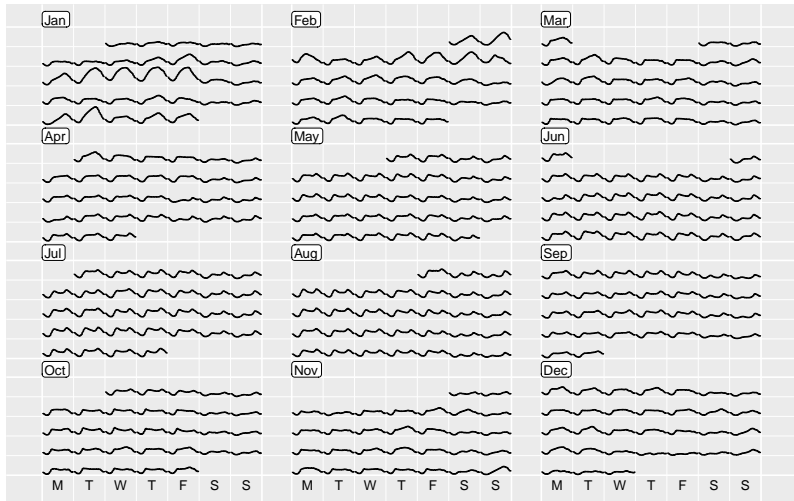 Jan Feb Mar
Apr May Jun
Jul Aug Sep
Oct Nov Dec
M T W T F S S M T W T F S S M T W T F S S